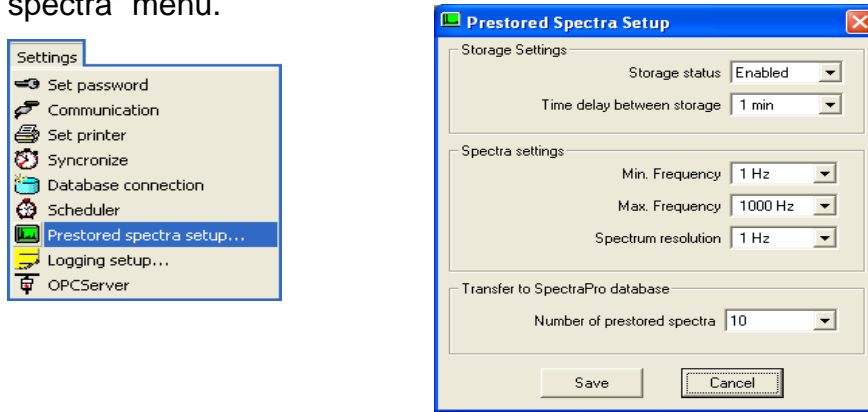 spectra" menu.
Settings
Set password
Communication
Set printer
Syncronize
Database connection
Scheduler
Prestored spectra setup...
Logging setup...
OPCServer
Prestored Spectra Setup
Storage Settings
Storage status Enabled
Time delay between storage 1 min
Spectra settings
Min. Frequency 1 Hz
Max. Frequency 1000 Hz
Spectrum resolution 1 Hz
Transfer to SpectraPro database
Number of prestored spectra 10
Save Cancel